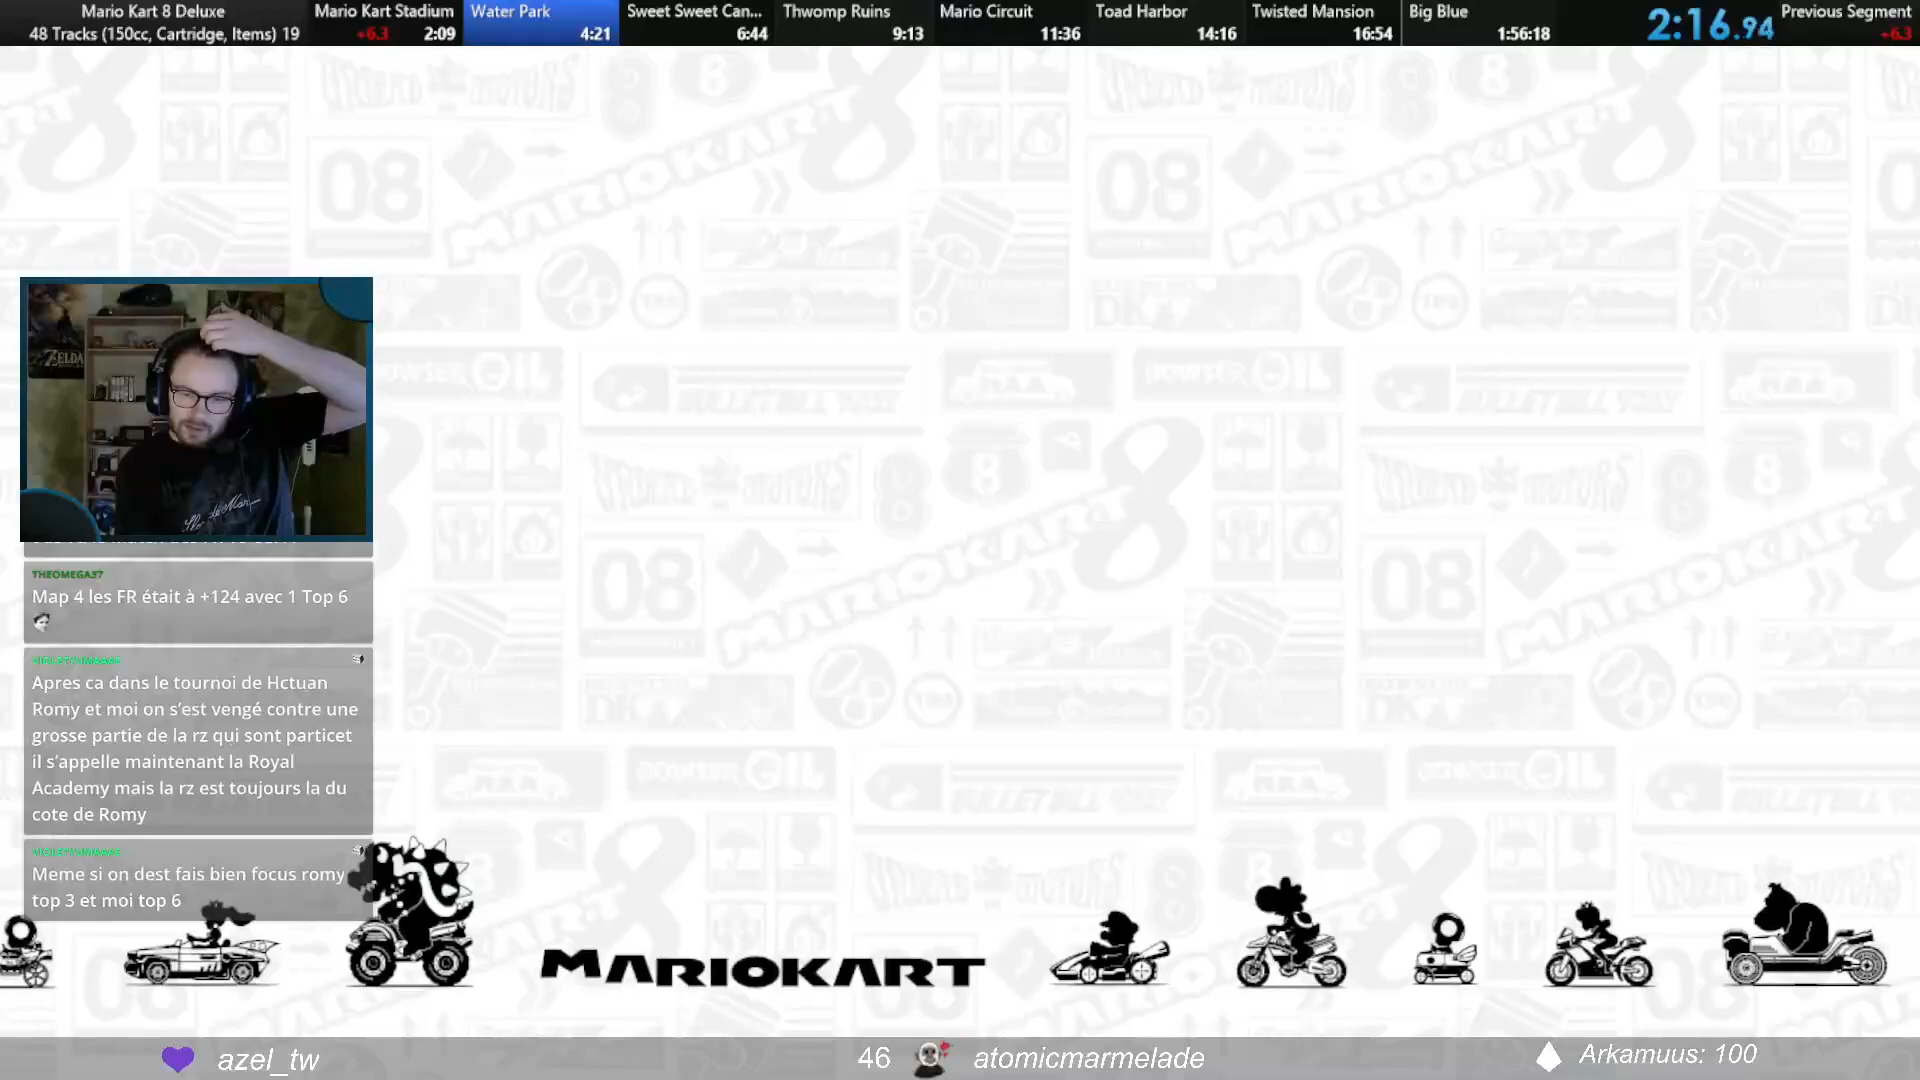 Mario Kart 8 Deluxe
48 Tracks (150cc, Cartridge, Items) 19
Mario Kart Stadium
+6.3 2:09
Water Park
4:21
Sweet Sweet Can...
6:44
Thwomp Ruins
9:13
Mario Circuit
11:36
Toad Harbor
14:16
Twisted Mansion
16:54
Big Blue
1:56:18
2:16.94
Previous Segment
+6.3
ZELDA
THEOMEGA37
Map 4 les FR était à +124 avec 1 Top 6
Apres ca dans le tournoi de Hctuan
Romy et moi on s'est vengé contre une
grosse partie de la rz qui sont particet
il s'appelle maintenant la Royal
Academy mais la rz est toujours la du
cote de Romy
Meme si on dest fais bien focus romy
top 3 et moi top 6
MARIOKART
azel_tw
46 atomicmarmelade
Arkamuus: 100